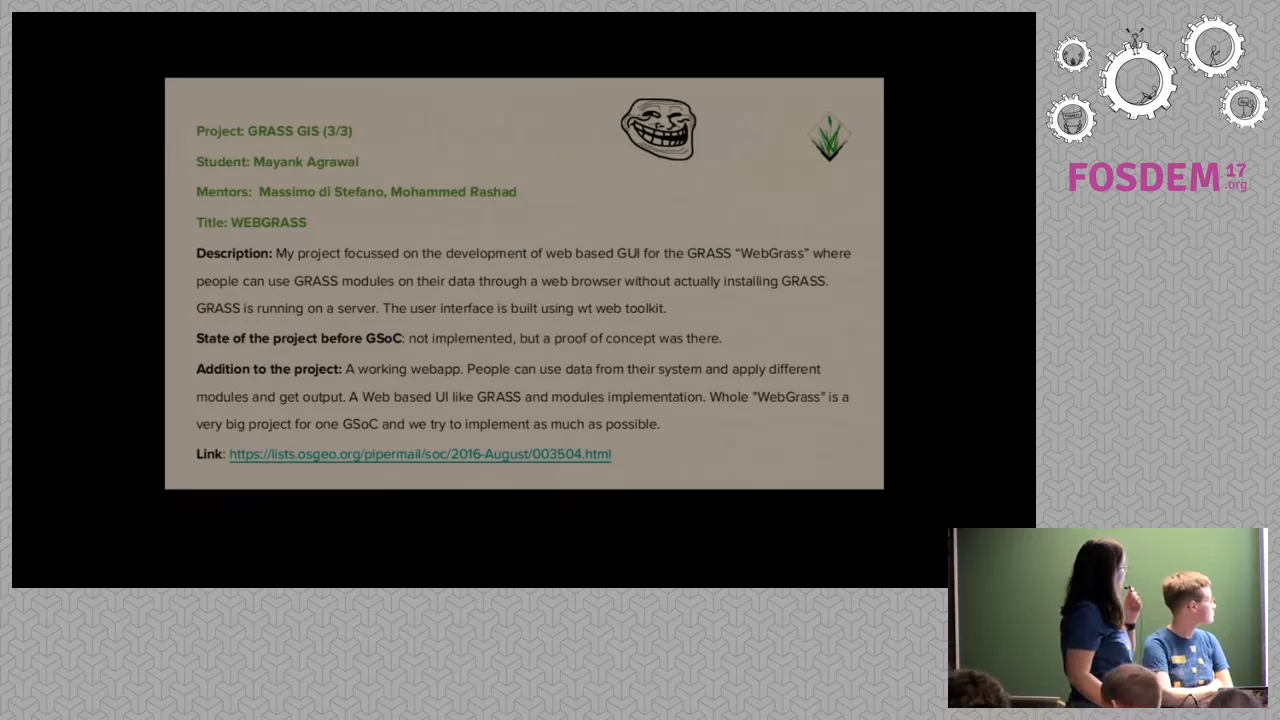 Project: GRASS GIS (3/3)
Student: Mayank Agrawal
Mentors: Massimo di Stefano, Mohammed Rashad
Title: WEBGRASS
Description: My project focussed on the development of web based GUI for the GRASS “WebGrass” where
people can use GRASS modules on their data through a web browser without actually installing GRASS.
GRASS is running on a server. The user interface is built using wt web toolkit.
State of the project before GSoC: not implemented, but a proof of concept was there.
Addition to the project: A working webapp. People can use data from their system and apply different
modules and get output. A Web based UI like GRASS and modules implementation. Whole "WebGrass" is a
very big project for one GSoC and we try to implement as much as possible.
Link: https://lists.osgeo.org/pipermail/soc/2016-August/003504.html
FOSDEM 17
.org